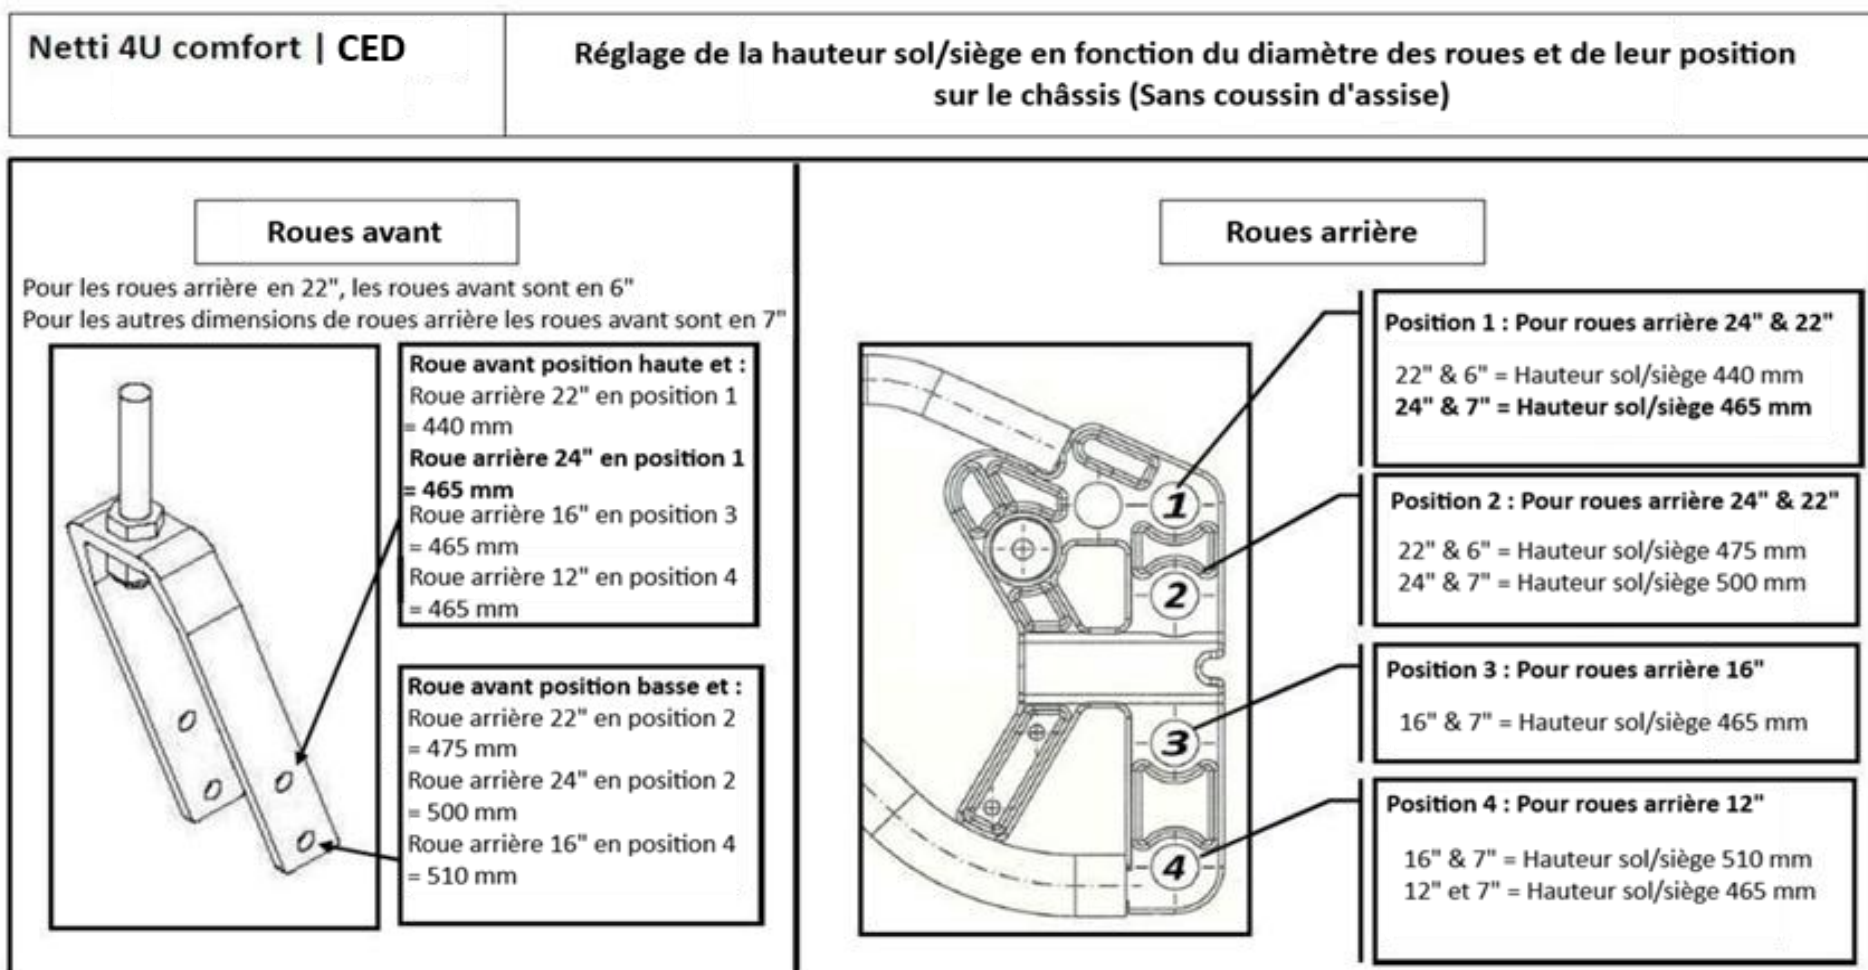 Netti 4U comfort | CED
Réglage de la hauteur sol/siège en fonction du diamètre des roues et de leur position
sur le châssis (Sans coussin d'assise)
Roues avant
Pour les roues arrière en 22", les roues avant sont en 6"
Pour les autres dimensions de roues arrière les roues avant sont en 7"
Roue avant position haute et :
Roue arrière 22" en position 1
= 440 mm
Roue arrière 24" en position 1
= 465 mm
Roue arrière 16" en position 3
= 465 mm
Roue arrière 12" en position 4
= 465 mm
Roue avant position basse et :
Roue arrière 22" en position 2
= 475 mm
Roue arrière 24" en position 2
= 500 mm
Roue arrière 16" en position 4
= 510 mm
Roues arrière
1
2
3
4
Position 1 : Pour roues arrière 24" & 22"
22" & 6" = Hauteur sol/siège 440 mm
24" & 7" = Hauteur sol/siège 465 mm
Position 2 : Pour roues arrière 24" & 22"
22" & 6" = Hauteur sol/siège 475 mm
24" & 7" = Hauteur sol/siège 500 mm
Position 3 : Pour roues arrière 16"
16" & 7" = Hauteur sol/siège 465 mm
Position 4 : Pour roues arrière 12"
16" & 7" = Hauteur sol/siège 510 mm
12" et 7" = Hauteur sol/siège 465 mm